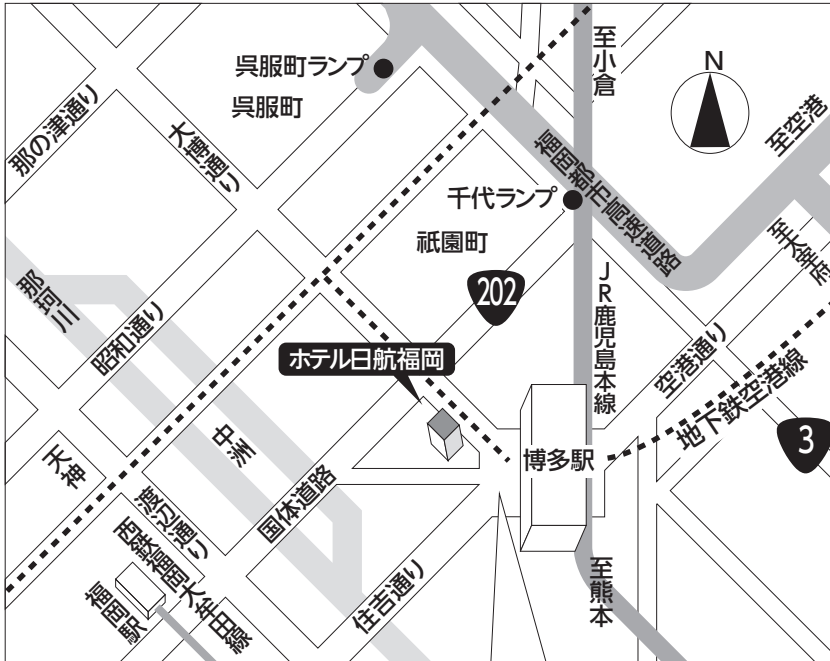 呉服町ランプ
呉服町
那の津通り
大博通り
至小倉
N
至空港
福岡都市高速道路
千代ランプ
祇園町
至太宰府
那珂川
昭和通り
202
JR鹿児島本線
空港通り
ホテル日航福岡
地下鉄空港線
3
天神
中洲
博多駅
国体道路
渡辺通り
西鉄福岡
福岡駅
大牟田線
住吉通り
至熊本